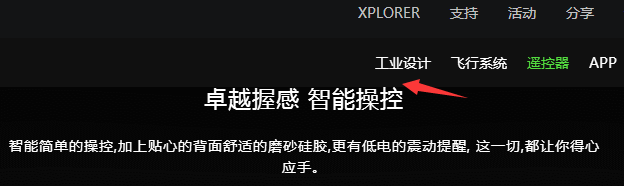 XPLORER 支持 活动 分享
工业设计 飞行系统 遥控器 APP
卓越握感 智能操控
智能简单的操控,加上贴心的背面舒适的磨砂硅胶,更有低电的震动提醒, 这一切,都让你得心
应手。